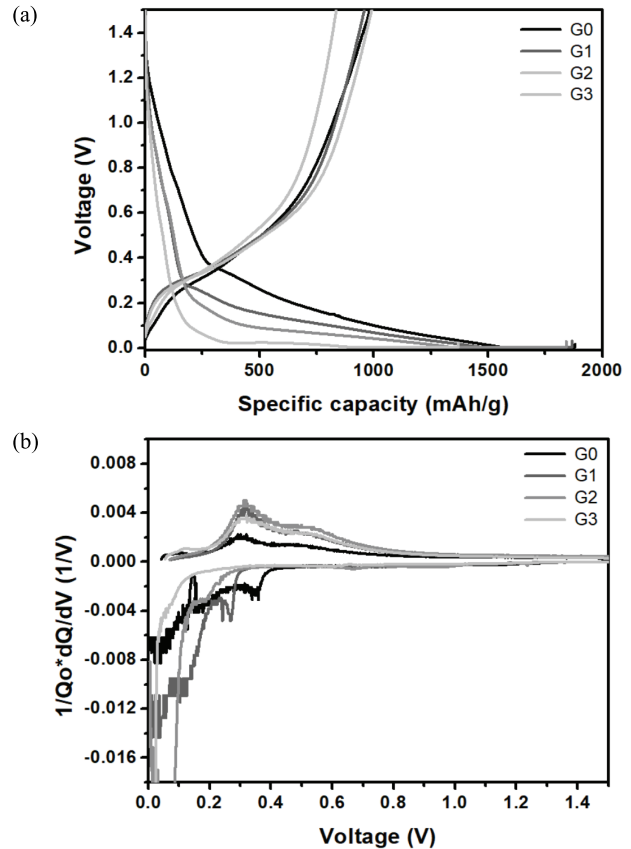 (a)
1.4
1.2
1.0
0.8
0.6
0.4
0.2
0.0
Voltage (V)
G0
G1
G2
G3
0 500 1000 1500 2000
Specific capacity (mAh/g)
(b)
0.008
0.004
0.000
-0.004
-0.008
-0.012
-0.016
1/Qo*dQ/dV (1/V)
G0
G1
G2
G3
0.0 0.2 0.4 0.6 0.8 1.0 1.2 1.4
Voltage (V)